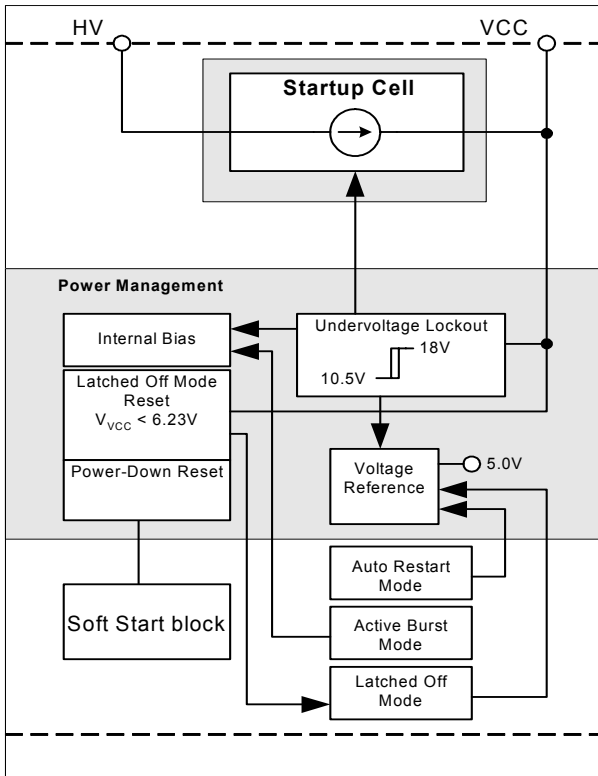 HV
VCC
Startup Cell
Power Management
Internal Bias
Undervoltage Lockout
18V
10.5V
Latched Off Mode
Reset
VVCC < 6.23V
Power-Down Reset
Voltage
Reference
5.0V
Auto Restart
Mode
Soft Start block
Active Burst
Mode
Latched Off
Mode